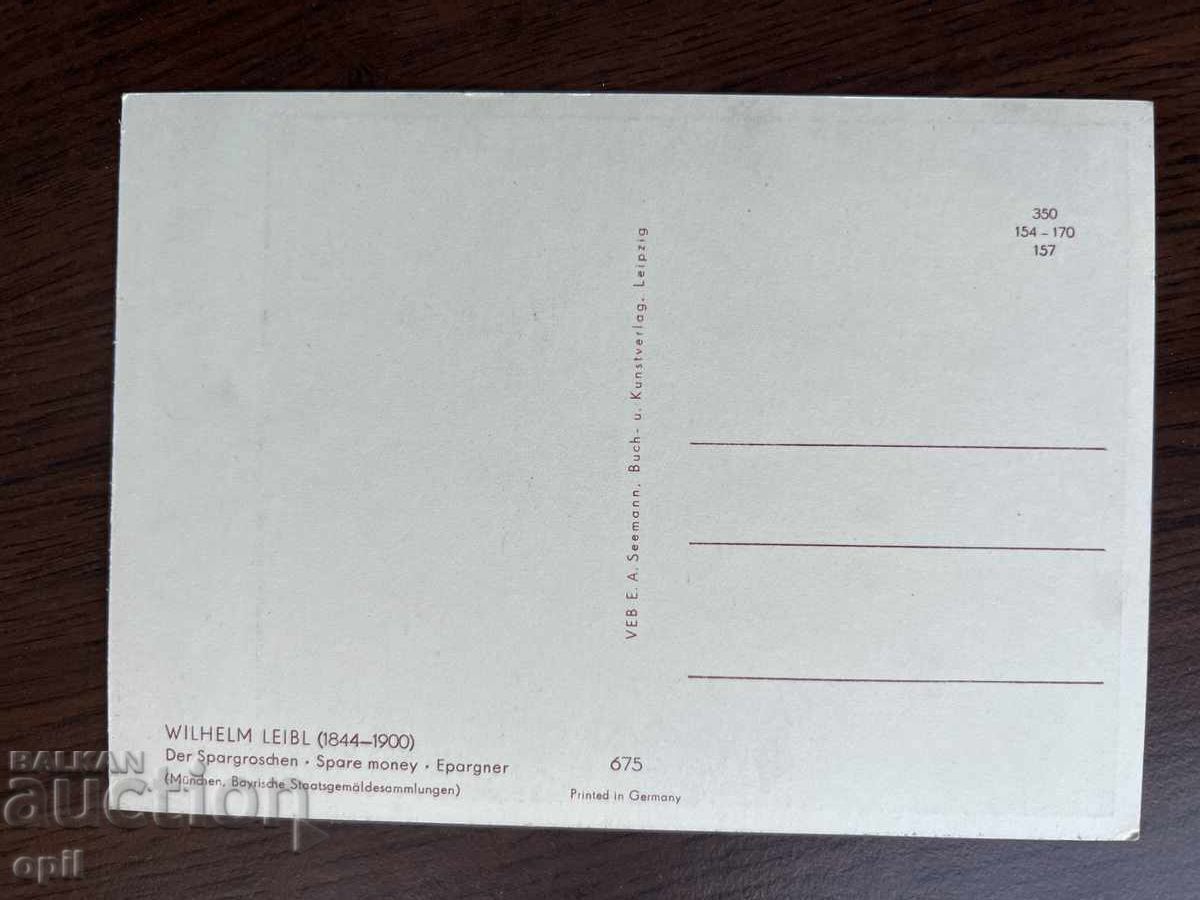 350
154 – 170
157
VEB E. A. Seemann, Buch- u. Kunstverlag, Leipzig
WILHELM LEIBL (1844–1900)
Der Spargroschen · Spare money · Epargner
(München, Bayrische Staatsgemäldesammlungen)
675
Printed in Germany
BALKAN
auction
opil